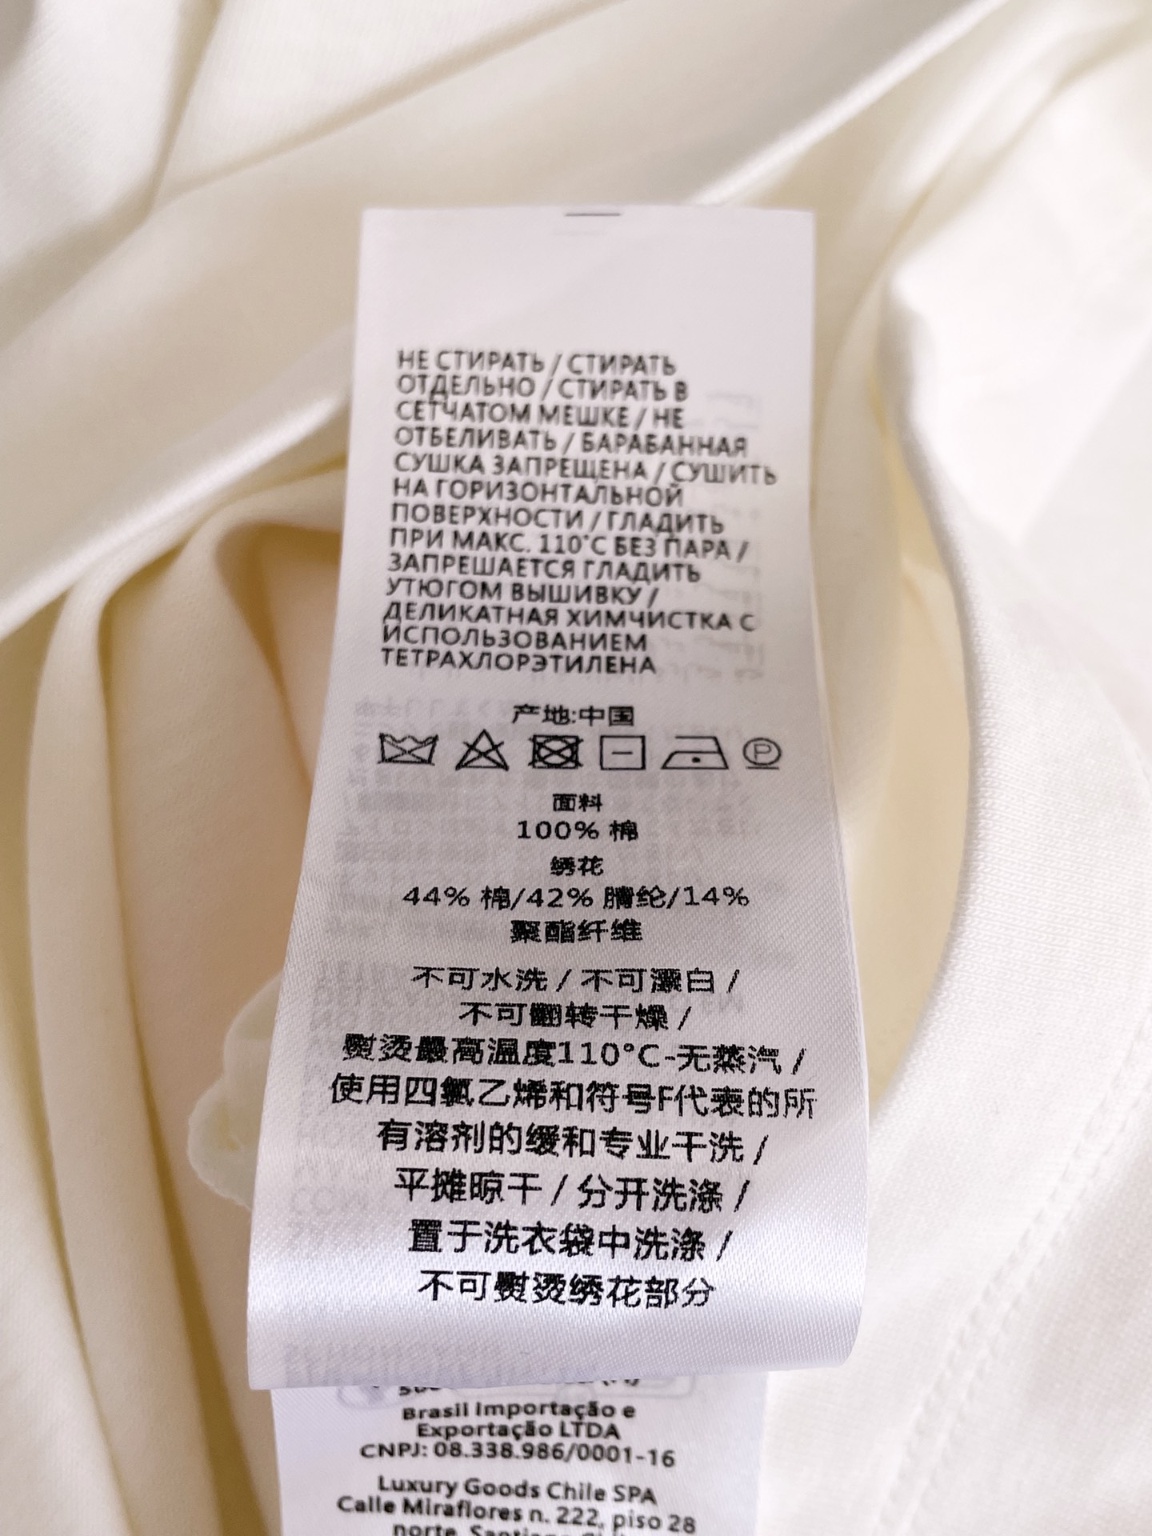 НЕ СТИРАТЬ / СТИРАТЬ
ОТДЕЛЬНО / СТИРАТЬ В
СЕТЧАТОМ МЕШКЕ / НЕ
ОТБЕЛИВАТЬ / БАРАБАННАЯ
СУШКА ЗАПРЕЩЕНА / СУШИТЬ
НА ГОРИЗОНТАЛЬНОЙ
ПОВЕРХНОСТИ / ГЛАДИТЬ
ПРИ МАКС. 110°C БЕЗ ПАРА /
ЗАПРЕШАЕТСЯ ГЛАДИТЬ
УТЮГОМ ВЫШИВКУ /
ДЕЛИКАТНАЯ ХИМЧИСТКА С
ИСПОЛЬЗОВАНИЕМ
ТЕТРАХЛОРЭТИЛЕНА
产地:中国
P
面料
100% 棉
绣花
44% 棉/42% 腈纶/14%
聚酯纤维
不可水洗 / 不可漂白 /
不可翻转干燥 /
熨烫最高温度110°C-无蒸汽 /
使用四氯乙烯和符号F代表的所
有溶剂的缓和专业干洗 /
平摊晾干 / 分开洗涤 /
置于洗衣袋中洗涤 /
不可熨烫绣花部分
Brasil Importação e
Exportação LTDA
CNPJ: 08.338.986/0001-16
Luxury Goods Chile SPA
Calle Miraflores n. 222, piso 28
norte,